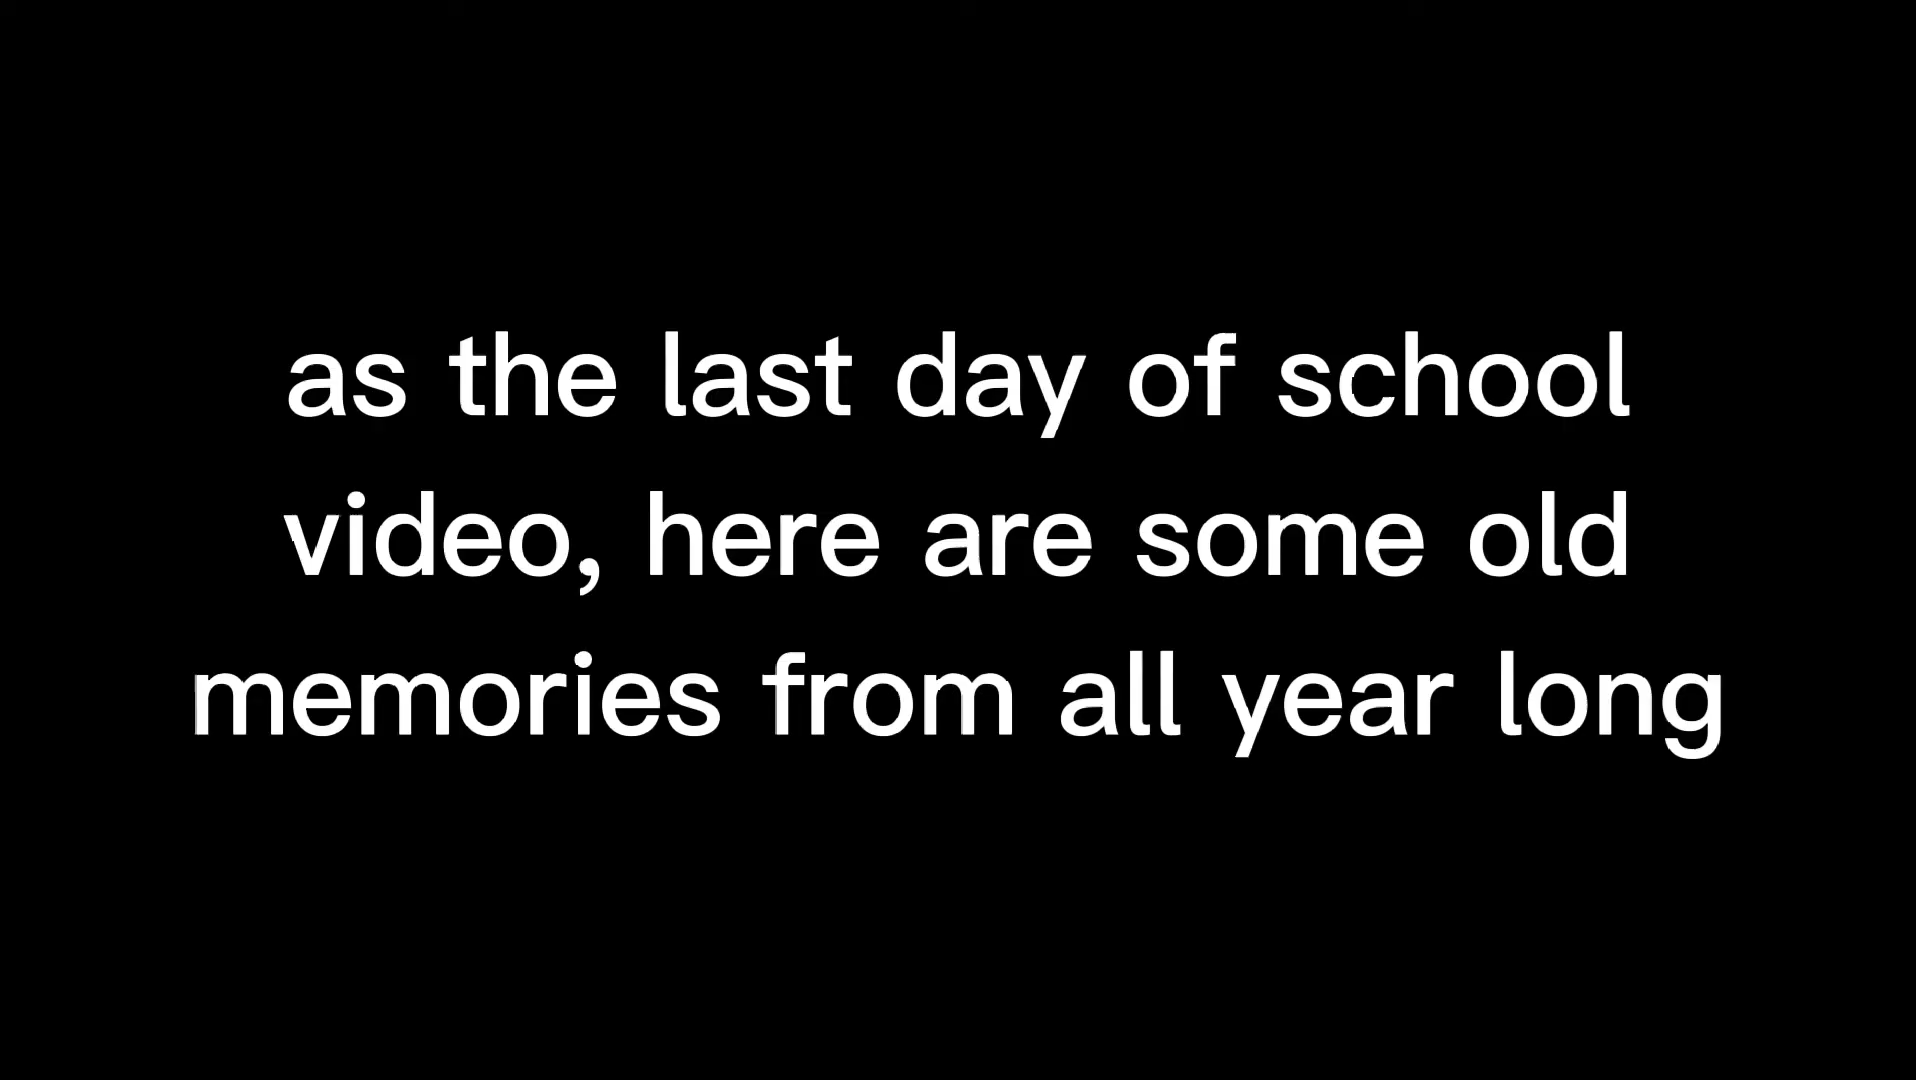 as the last day of school
video, here are some old
memories from all year long